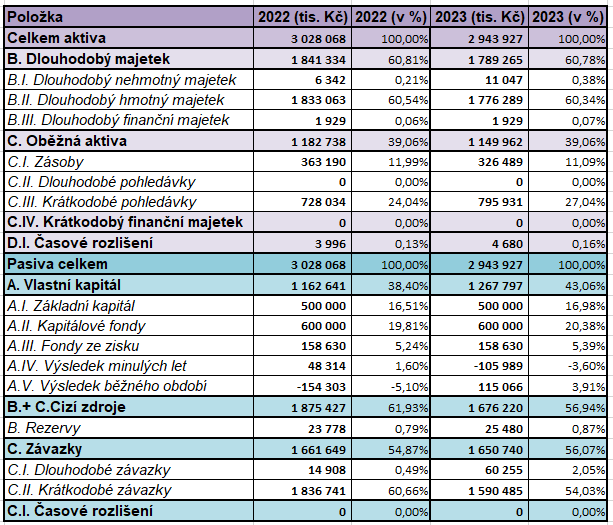 Položka 2022 (tis. Kč) 2022 (v %) 2023 (tis. Kč) 2023 (v %)
Celkem aktiva 3 028 068 100,00% 2 943 927 100,00%
B. Dlouhodobý majetek 1 841 334 60,81% 1 789 265 60,78%
B.I. Dlouhodobý nehmotný majetek 6 342 0,21% 11 047 0,38%
B.II. Dlouhodobý hmotný majetek 1 833 063 60,54% 1 776 289 60,34%
B.III. Dlouhodobý finanční majetek 1 929 0,06% 1 929 0,07%
C. Oběžná aktiva 1 182 738 39,06% 1 149 962 39,06%
C.I. Zásoby 363 190 11,99% 326 489 11,09%
C.II. Dlouhodobé pohledávky 0 0,00% 0 0,00%
C.III. Krátkodobé pohledávky 728 034 24,04% 795 931 27,04%
C.IV. Krátkodobý finanční majetek 0 0,00% 0 0,00%
D.I. Časové rozlišení 3 996 0,13% 4 680 0,16%
Pasiva celkem 3 028 068 100,00% 2 943 927 100,00%
A. Vlastní kapitál 1 162 641 38,40% 1 267 797 43,06%
A.I. Základní kapitál 500 000 16,51% 500 000 16,98%
A.II. Kapitálové fondy 600 000 19,81% 600 000 20,38%
A.III. Fondy ze zisku 158 630 5,24% 158 630 5,39%
A.IV. Výsledek minulých let 48 314 1,60% -105 989 -3,60%
A.V. Výsledek běžného období -154 303 -5,10% 115 066 3,91%
B.+ C.Cizí zdroje 1 875 427 61,93% 1 676 220 56,94%
B. Rezervy 23 778 0,79% 25 480 0,87%
C. Závazky 1 661 649 54,87% 1 650 740 56,07%
C.I. Dlouhodobé závazky 14 908 0,49% 60 255 2,05%
C.II. Krátkodobé závazky 1 836 741 60,66% 1 590 485 54,03%
C.I. Časové rozlišení 0 0,00% 0 0,00%